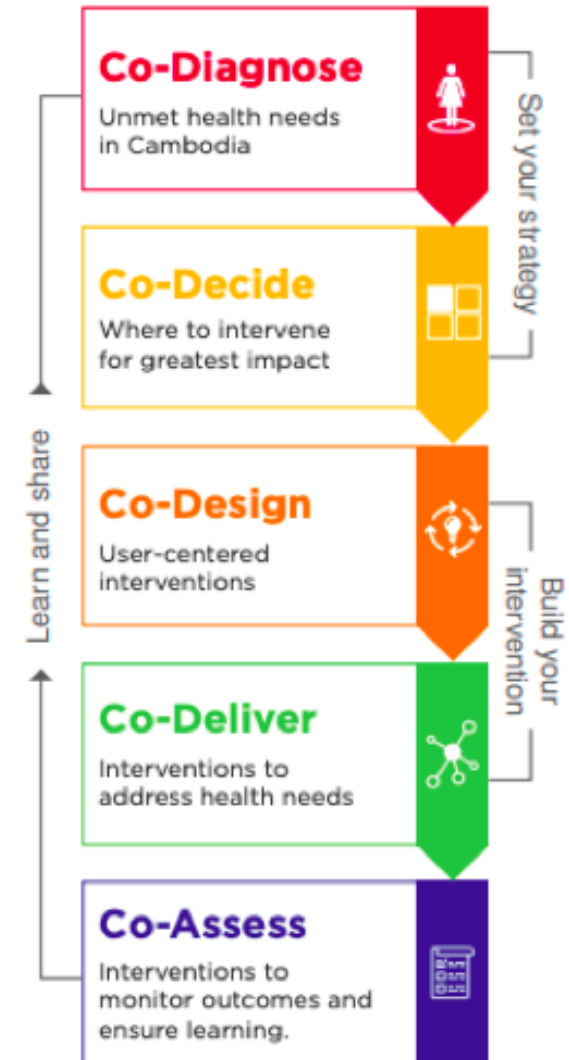 Co-Diagnose
Unmet health needs
in Cambodia
Set your strategy
Co-Decide
Where to intervene
for greatest impact
Learn and share
Co-Design
User-centered
interventions
Build your
intervention
Co-Deliver
Interventions to
address health needs
Co-Assess
Interventions to
monitor outcomes and
ensure learning.